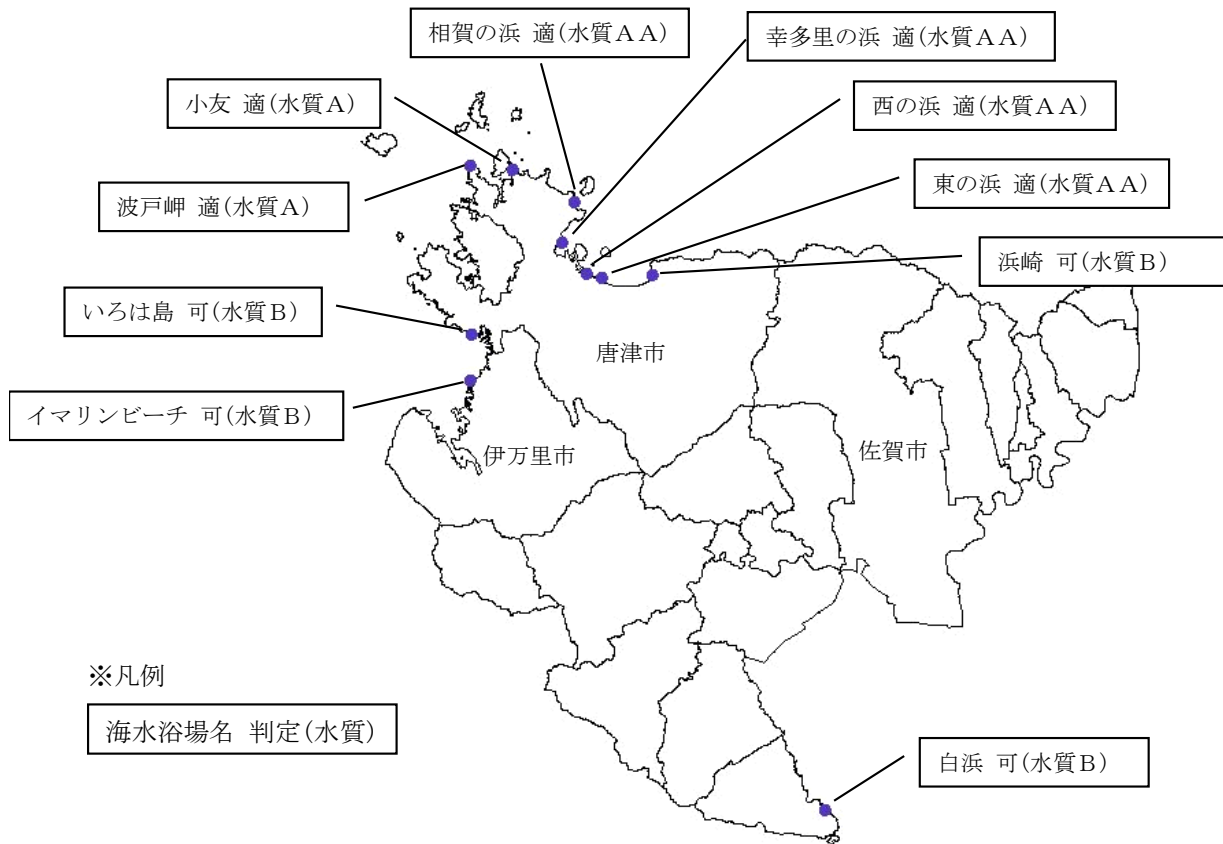 相賀の浜 適(水質AA)
幸多里の浜 適(水質AA)
小友 適(水質A)
西の浜 適(水質AA)
東の浜 適(水質AA)
波戸岬 適(水質A)
浜崎 可(水質B)
いろは島 可(水質B)
唐津市
イマリンビーチ 可(水質B)
伊万里市
佐賀市
※凡例
海水浴場名 判定(水質)
白浜 可(水質B)